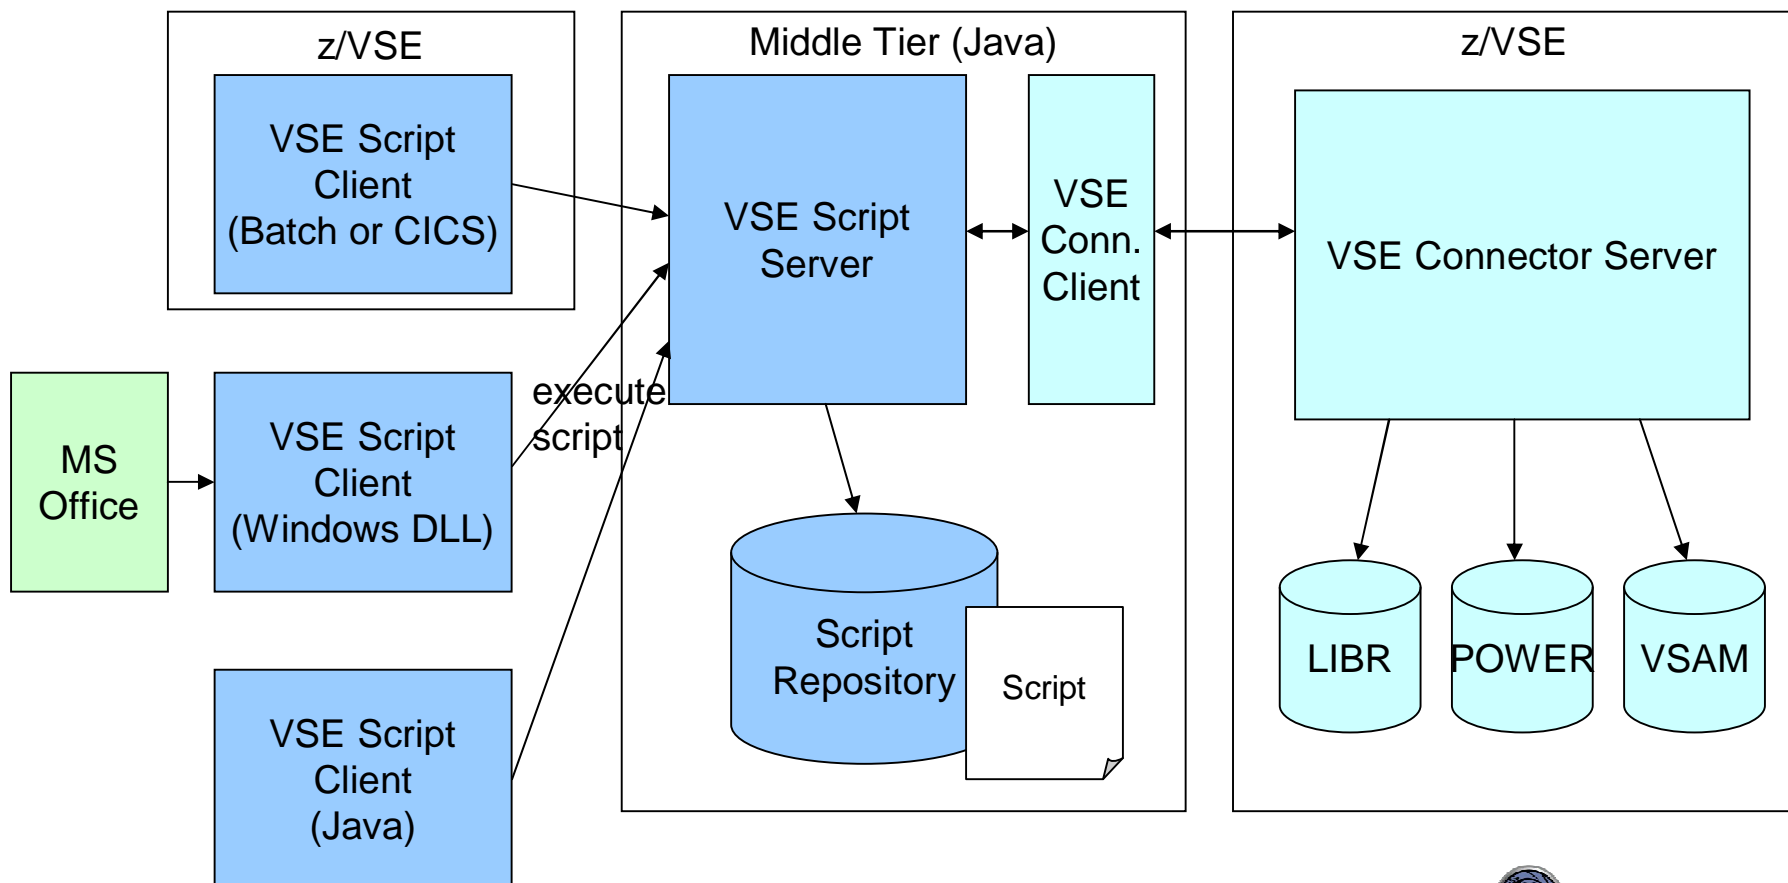 z/VSE
VSE Script
Client
(Batch or CICS)
MS
Office
VSE Script
Client
(Windows DLL)
VSE Script
Client
(Java)
execute
script
Middle Tier (Java)
VSE Script
Server
VSE
Conn.
Client
Script
Repository
Script
z/VSE
VSE Connector Server
LIBR
POWER
VSAM